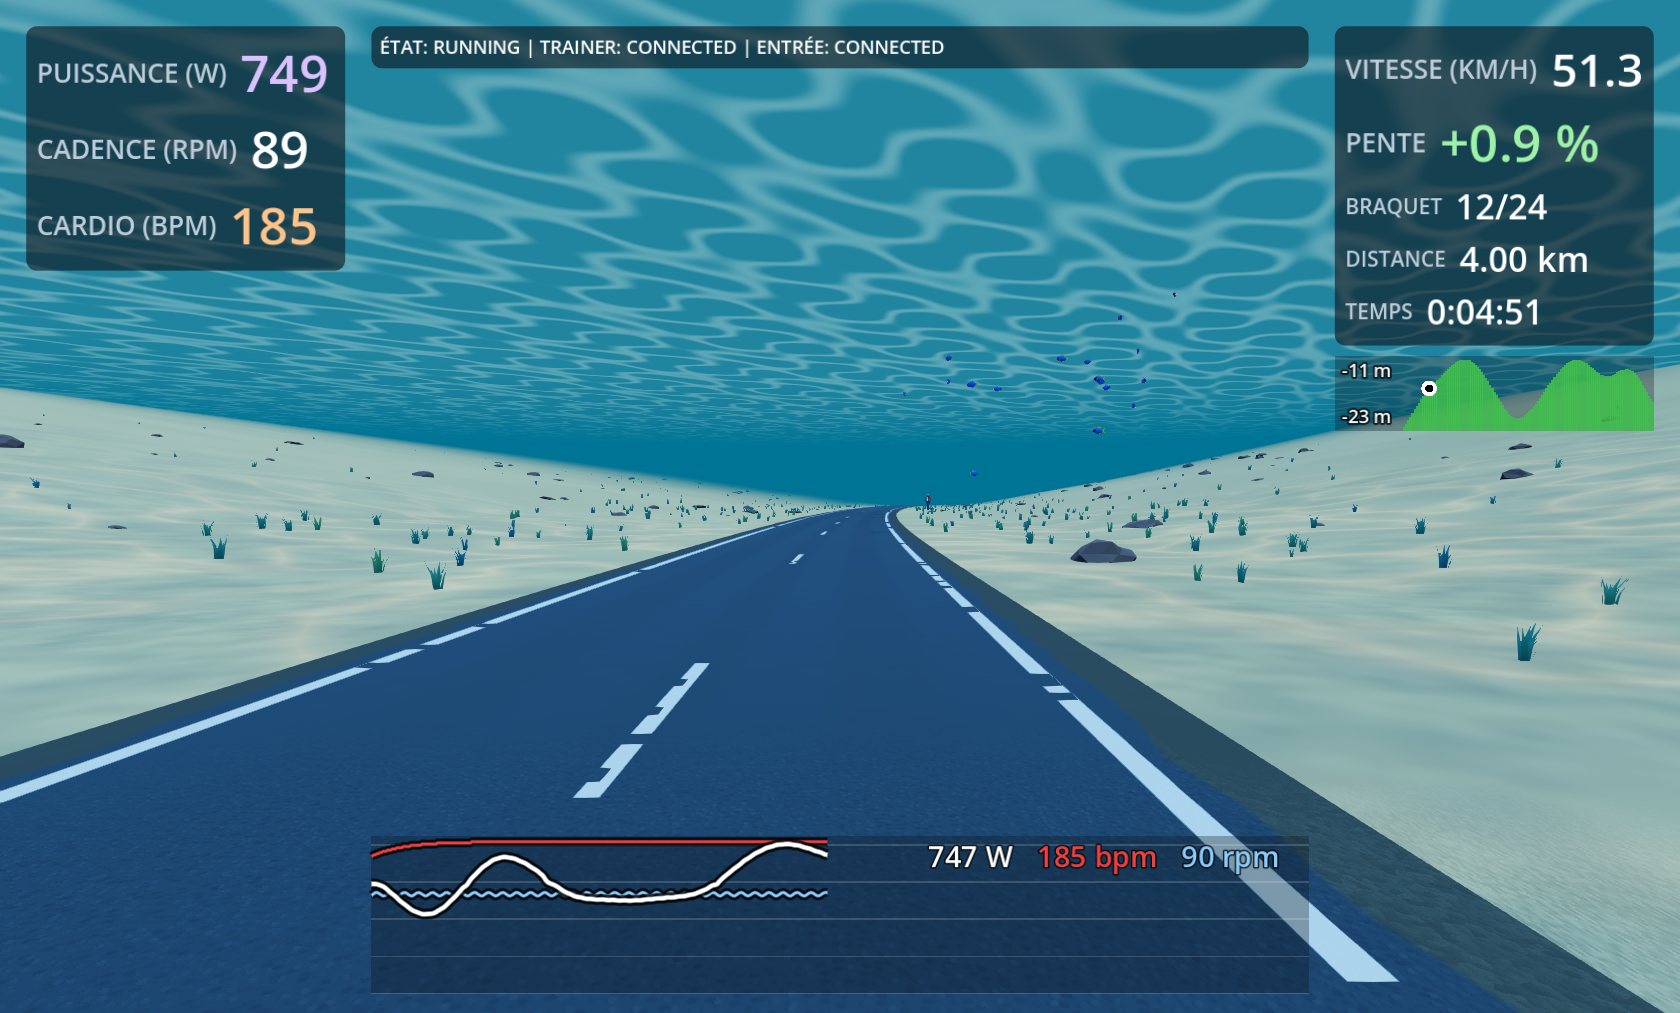 PUISSANCE (W) 749
CADENCE (RPM) 89
CARDIO (BPM) 185
ÉTAT: RUNNING | TRAINER: CONNECTED | ENTRÉE: CONNECTED
VITESSE (KM/H) 51.3
PENTE +0.9 %
BRAQUET 12/24
DISTANCE 4.00 km
TEMPS 0:04:51
-11 m
-23 m
747 W 185 bpm 90 rpm